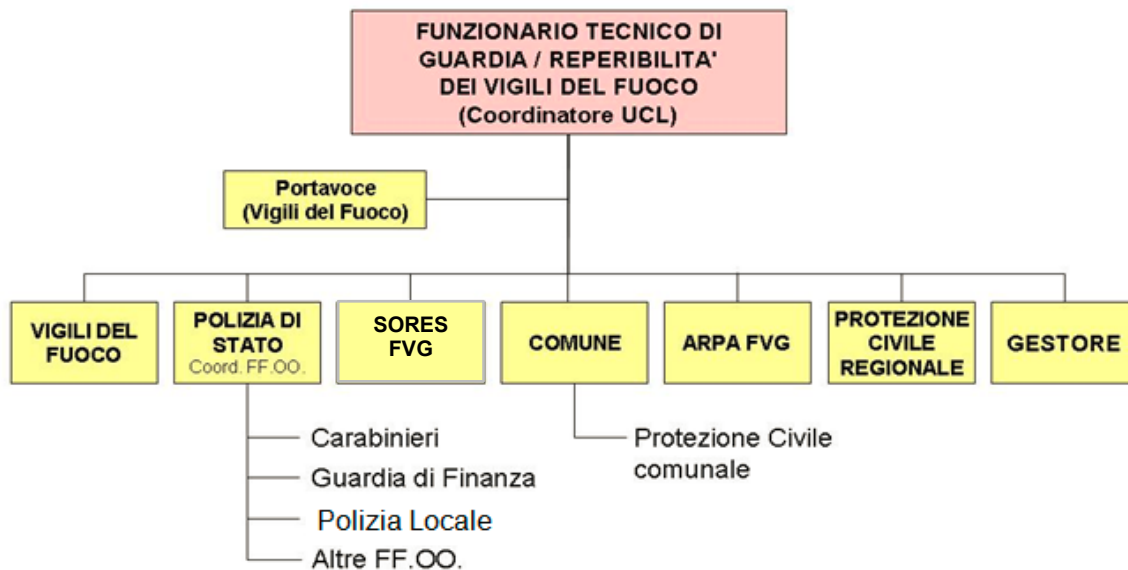 FUNZIONARIO TECNICO DI
GUARDIA / REPERIBILITA'
DEI VIGILI DEL FUOCO
(Coordinatore UCL)
Portavoce
(Vigili del Fuoco)
VIGILI DEL
FUOCO
POLIZIA DI
STATO
Coord. FF.OO.
SORES
FVG
COMUNE
ARPA FVG
PROTEZIONE
CIVILE
REGIONALE
GESTORE
Carabinieri
Guardia di Finanza
Polizia Locale
Altre FF.OO.
Protezione Civile
comunale